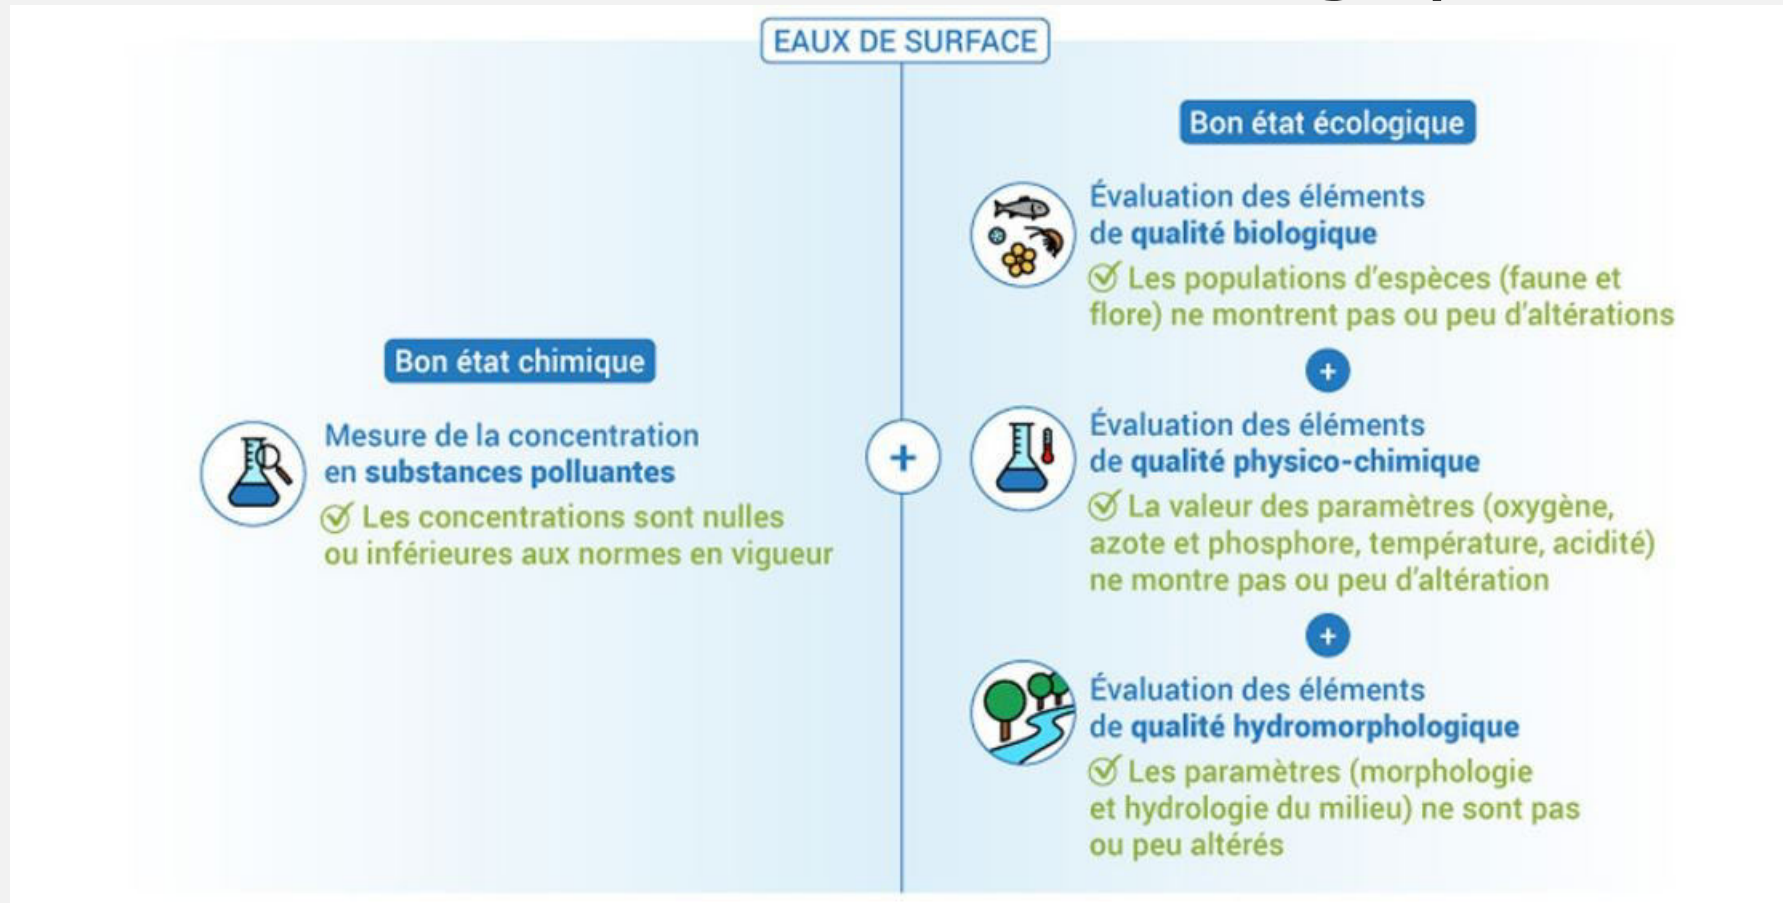 EAUX DE SURFACE
Bon état chimique
Mesure de la concentration
en substances polluantes
Les concentrations sont nulles
ou inférieures aux normes en vigueur
+
Bon état écologique
Évaluation des éléments
de qualité biologique
Les populations d'espèces (faune et
flore) ne montrent pas ou peu d'altérations
+
Évaluation des éléments
de qualité physico-chimique
La valeur des paramètres (oxygène,
azote et phosphore, température, acidité)
ne montre pas ou peu d'altération
+
Évaluation des éléments
de qualité hydromorphologique
Les paramètres (morphologie
et hydrologie du milieu) ne sont pas
ou peu altérés